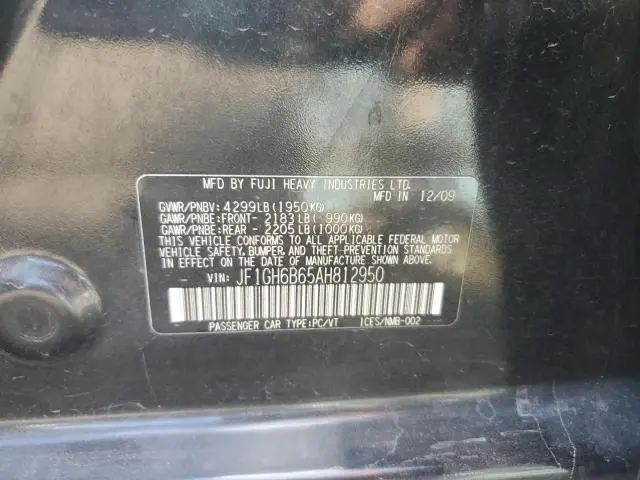 MFD BY FUJI HEAVY INDUSTRIES LTD.
MFD IN 12/09
GVWR/PNBV: 4299LB (1950KG)
GAWR/PNBE:FRONT- 2183LB( 990KG)
GAWR/PNBE:REAR - 2205LB(1000KG)
THIS VEHICLE CONFORMS TO ALL APPLICABLE FEDERAL MOTOR
VEHICLE SAFETY, BUMPER, AND THEFT PREVENTION STANDARDS
IN EFFECT ON THE DATE OF MANUFACTURE SHOWN ABOVE.
VIN: JF1GH6B65AH812950
PASSENGER CAR TYPE:PC/VT ICES/NMB-002